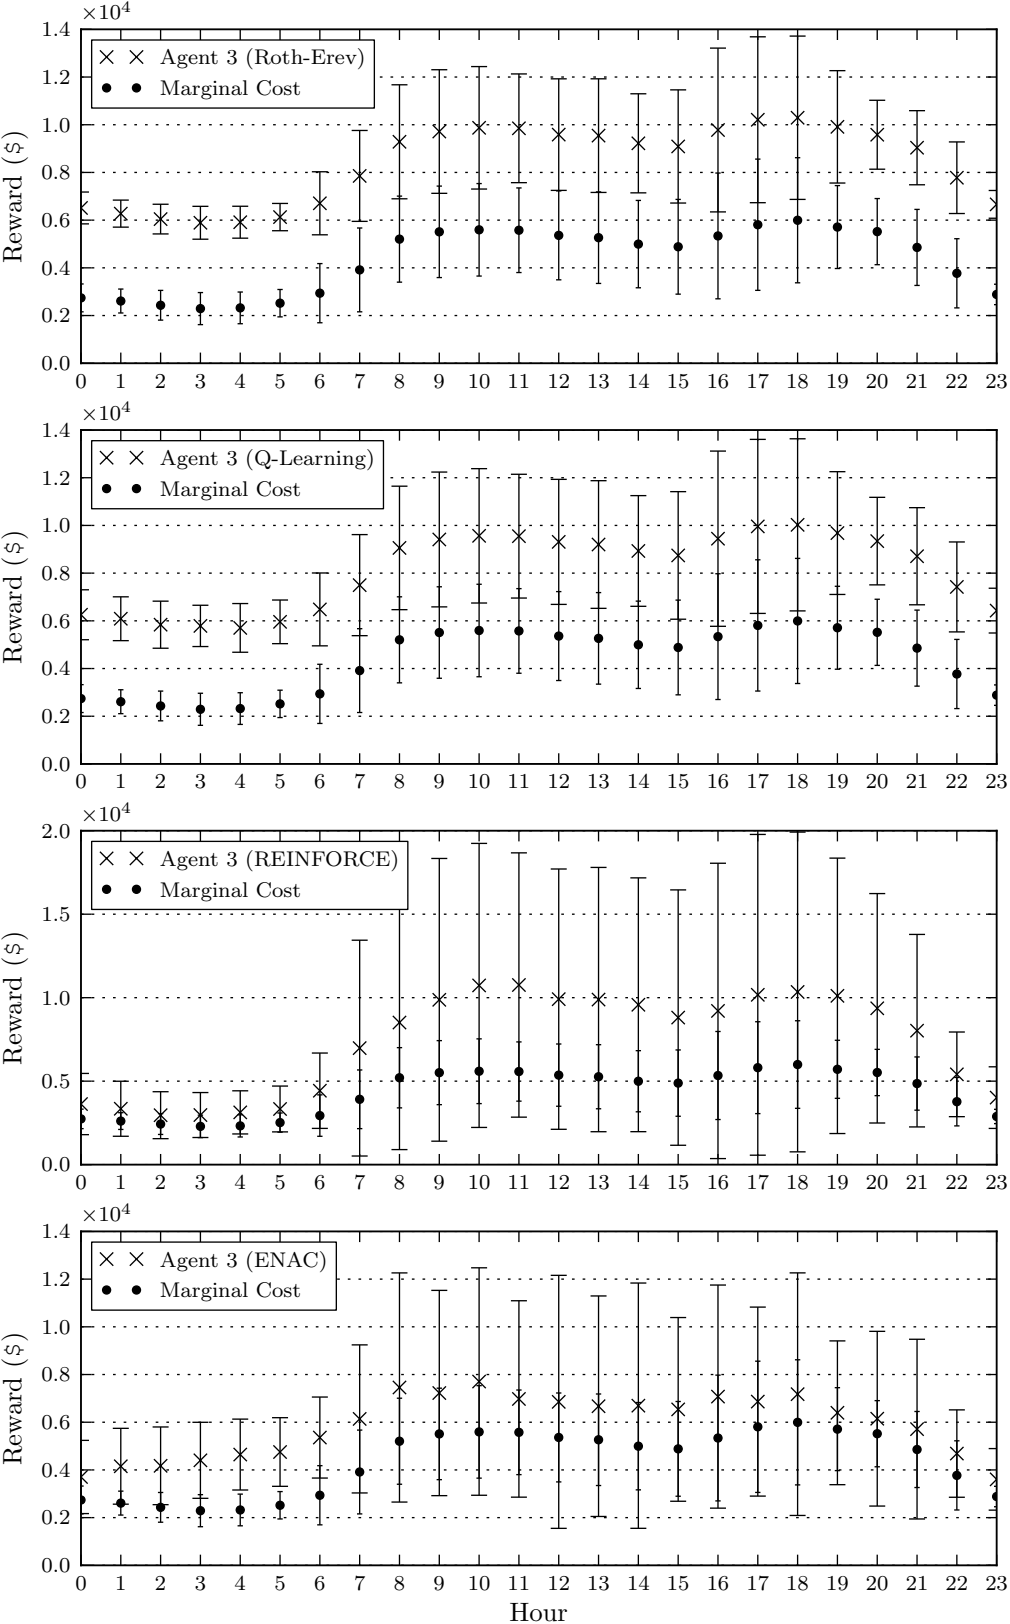 ×10⁴
1.4
Agent 3 (Roth-Erev)
Marginal Cost
1.2
1.0
0.8
0.6
0.4
0.2
0.0
Reward ($)
0 1 2 3 4 5 6 7 8 9 10 11 12 13 14 15 16 17 18 19 20 21 22 23
×10⁴
1.4
Agent 3 (Q-Learning)
Marginal Cost
1.2
1.0
0.8
0.6
0.4
0.2
0.0
Reward ($)
0 1 2 3 4 5 6 7 8 9 10 11 12 13 14 15 16 17 18 19 20 21 22 23
×10⁴
2.0
Agent 3 (REINFORCE)
Marginal Cost
1.5
1.0
0.5
0.0
Reward ($)
0 1 2 3 4 5 6 7 8 9 10 11 12 13 14 15 16 17 18 19 20 21 22 23
×10⁴
1.4
Agent 3 (ENAC)
Marginal Cost
1.2
1.0
0.8
0.6
0.4
0.2
0.0
Reward ($)
0 1 2 3 4 5 6 7 8 9 10 11 12 13 14 15 16 17 18 19 20 21 22 23
Hour